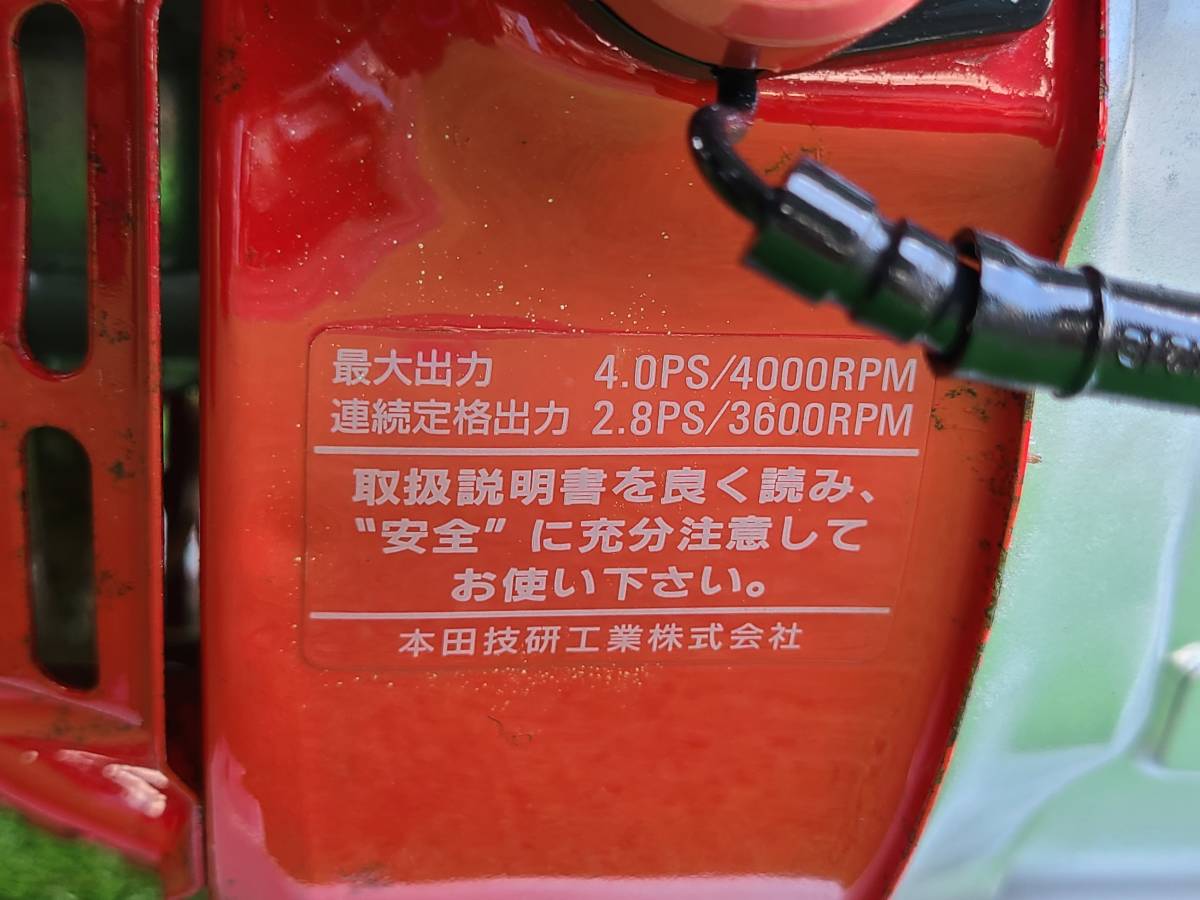 最大出力 4.0PS/4000RPM
連続定格出力 2.8PS/3600RPM
取扱説明書を良く読み、
“安全”に充分注意して
お使い下さい。
本田技研工業株式会社